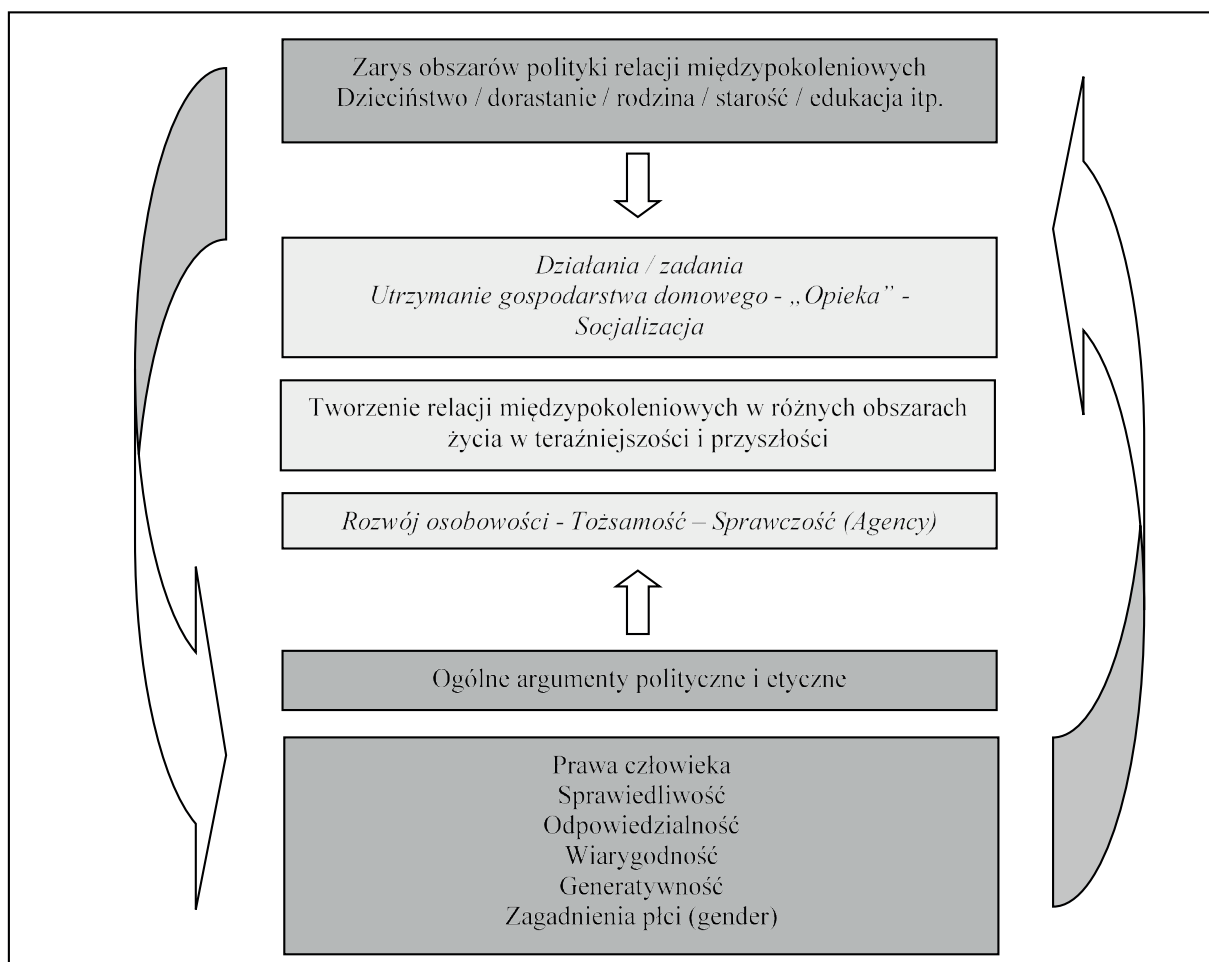 Zarys obszarów polityki relacji międzypokoleniowych
Dzieciństwo / dorastanie / rodzina / starość / edukacja itp.
Działania / zadania
Utrzymanie gospodarstwa domowego - „Opieka” -
Socjalizacja
Tworzenie relacji międzypokoleniowych w różnych obszarach
życia w teraźniejszości i przyszłości
Rozwój osobowości - Tożsamość – Sprawczość (Agency)
Ogólne argumenty polityczne i etyczne
Prawa człowieka
Sprawiedliwość
Odpowiedzialność
Wiarygodność
Generatywność
Zagadnienia płci (gender)